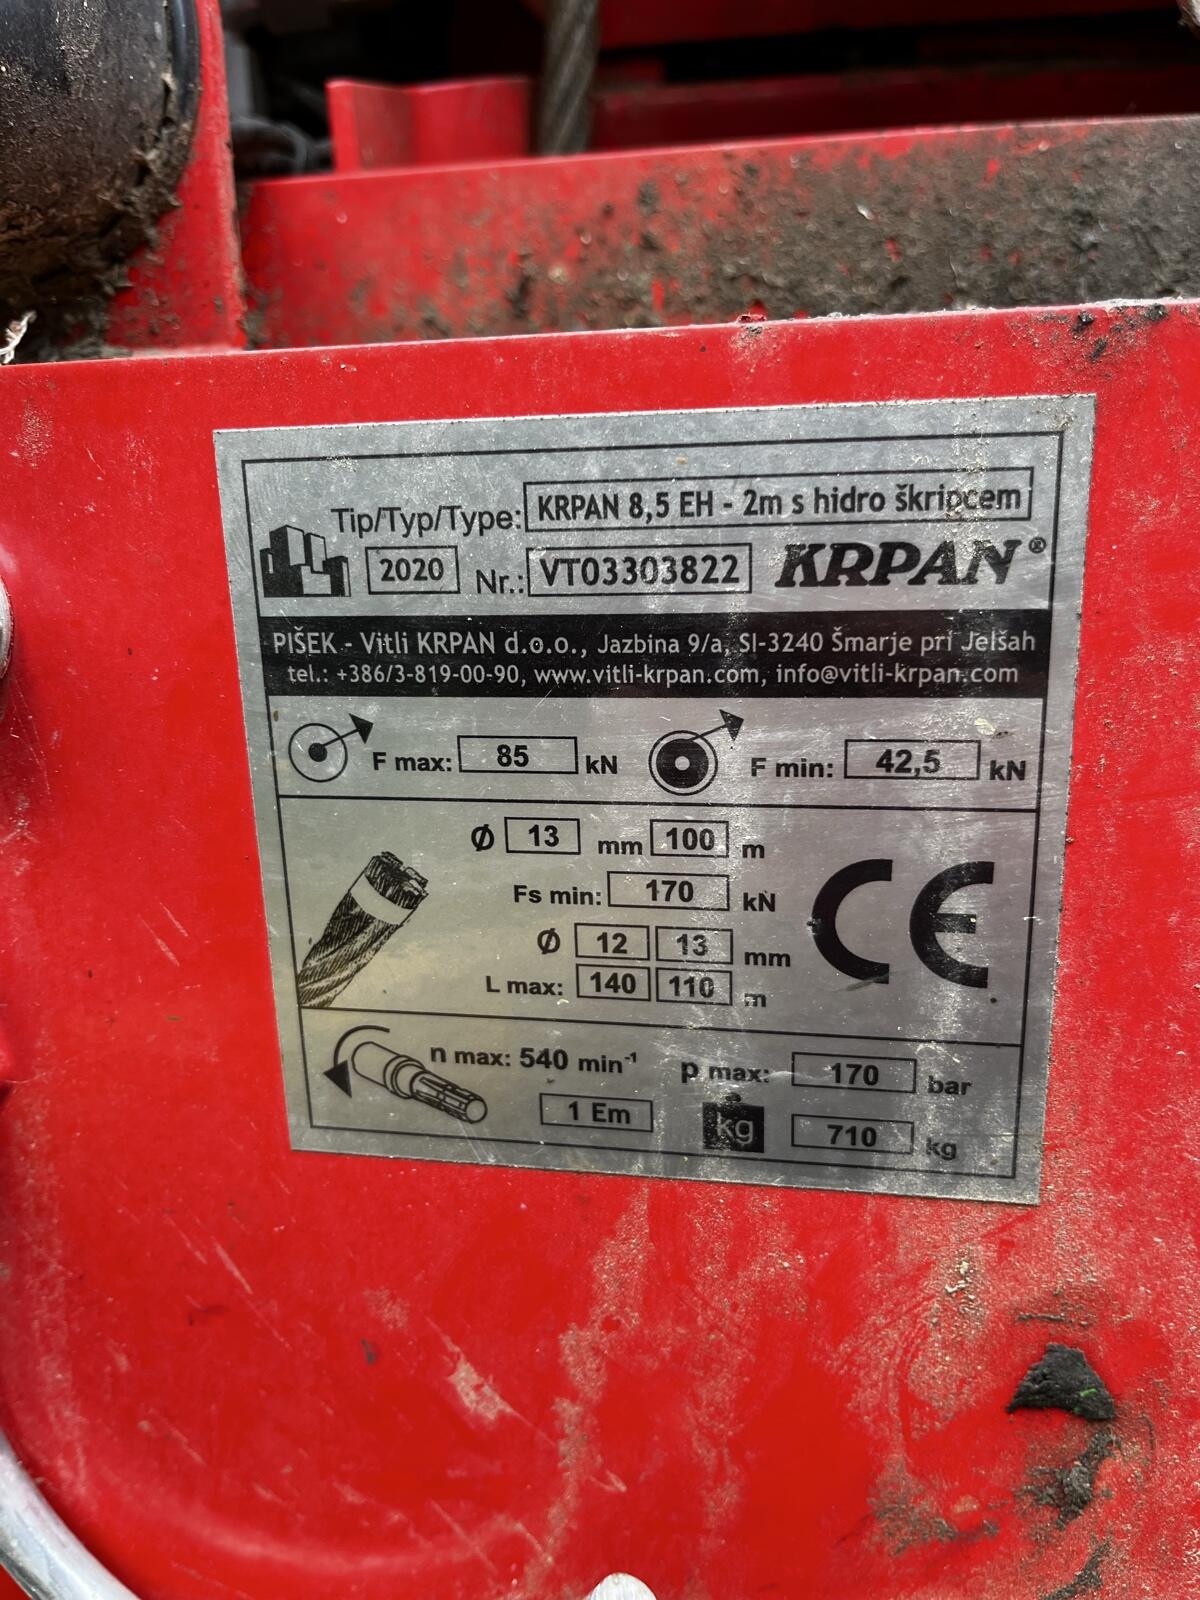 Tip/Typ/Type: KRPAN 8,5 EH - 2m s hidro škripcem
2020 Nr.: VT03303822 KRPAN®
PIŠEK - Vitli KRPAN d.o.o., Jazbina 9/a, SI-3240 Šmarje pri Jelšah
tel.: +386/3-819-00-90, www.vitli-krpan.com, info@vitli-krpan.com
F max: 85 kN F min: 42,5 kN
Ø 13 mm 100 m
Fs min: 170 kN
Ø 12 13 mm
L max: 140 110 m
CE
n max: 540 min⁻¹ p max: 170 bar
1 Em kg 710 kg